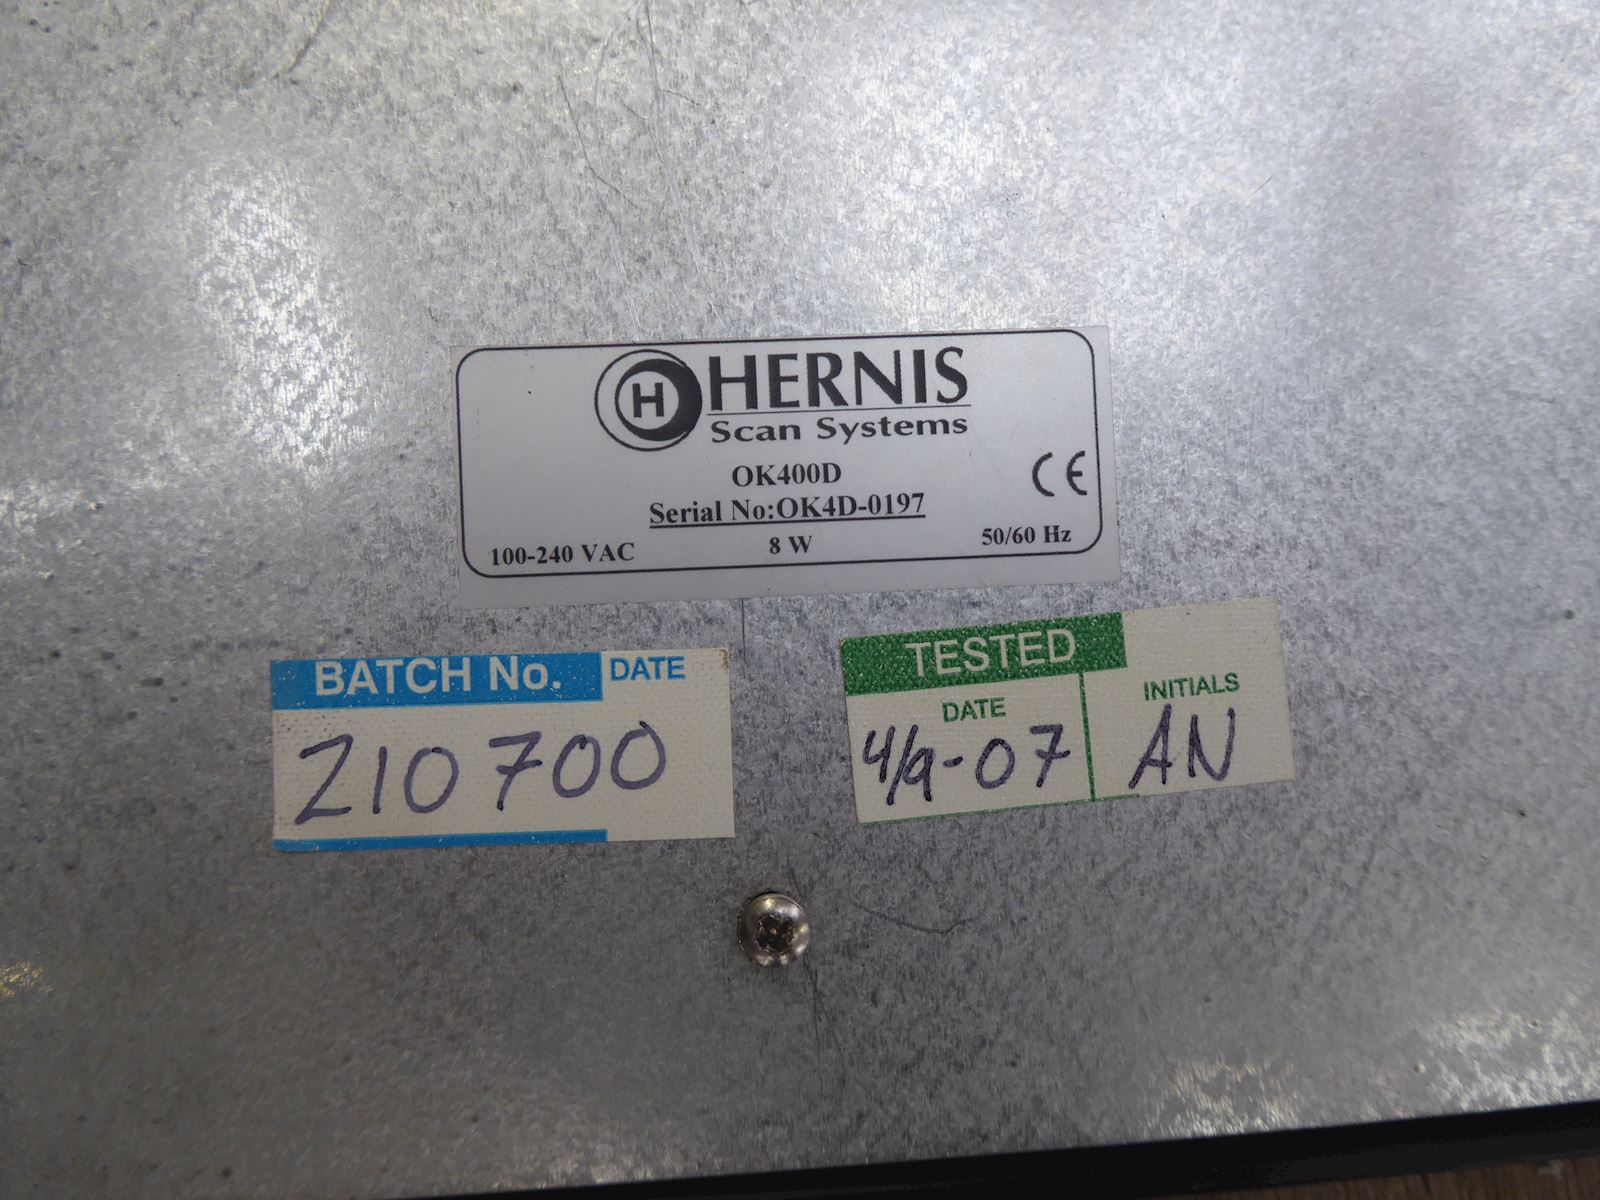 H HERNIS
Scan Systems
OK400D
CE
Serial No:OK4D-0197
100-240 VAC 8 W 50/60 Hz
BATCH No. DATE
210700
TESTED
DATE INITIALS
4/9-07 AN